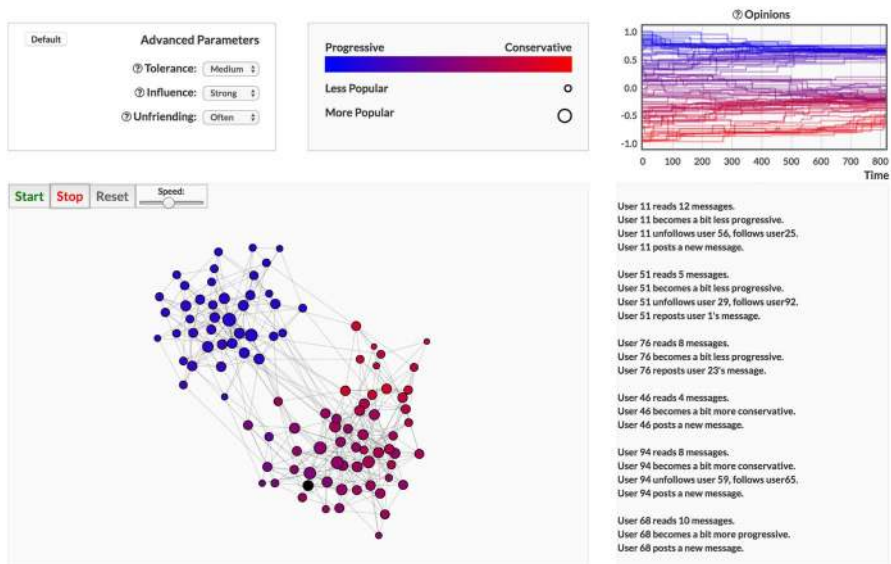 Default
Advanced Parameters
? Tolerance: Medium
? Influence: Strong
? Unfriending: Often
Progressive Conservative
Less Popular
More Popular
? Opinions
1.0
0.5
0.0
-0.5
-1.0
0 100 200 300 400 500 600 700 800
Time
Start Stop Reset Speed:
User 11 reads 12 messages.
User 11 becomes a bit less progressive.
User 11 unfollows user 56, follows user25.
User 11 posts a new message.
User 51 reads 5 messages.
User 51 becomes a bit less progressive.
User 51 unfollows user 29, follows user92.
User 51 reposts user 1's message.
User 76 reads 8 messages.
User 76 becomes a bit less progressive.
User 76 reposts user 23's message.
User 46 reads 4 messages.
User 46 becomes a bit more conservative.
User 46 posts a new message.
User 94 reads 8 messages.
User 94 becomes a bit more conservative.
User 94 unfollows user 59, follows user65.
User 94 posts a new message.
User 68 reads 10 messages.
User 68 becomes a bit more progressive.
User 68 posts a new message.